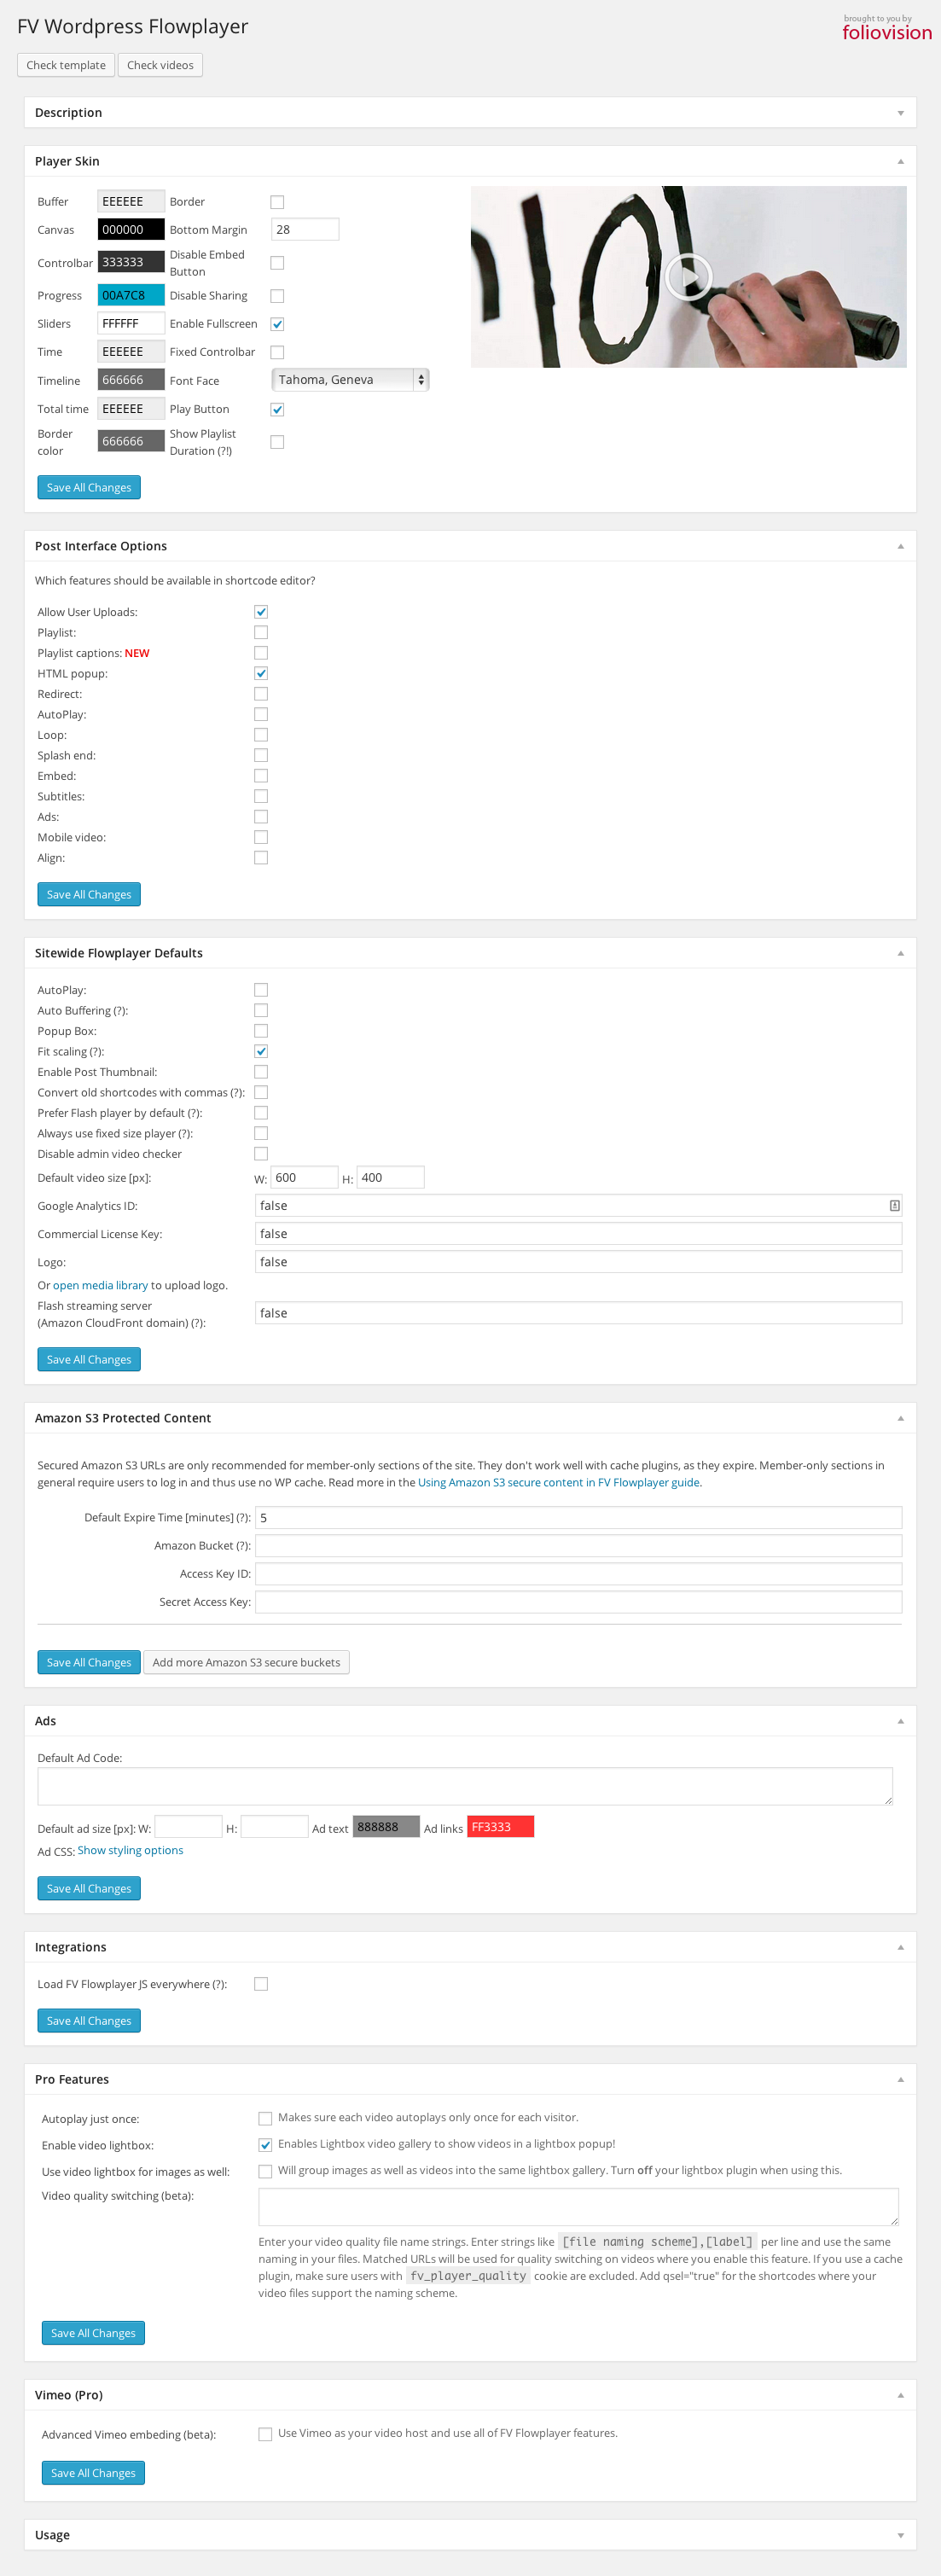 FV Wordpress Flowplayer
brought to you by
foliovision
Check template Check videos
Description
Player Skin
Buffer EEEEEE Border
Canvas 000000 Bottom Margin 28
Controlbar 333333 Disable Embed
Button
Progress 00A7C8 Disable Sharing
Sliders FFFFFF Enable Fullscreen
Time EEEEEE Fixed Controlbar
Timeline 666666 Font Face Tahoma, Geneva
Total time EEEEEE Play Button
Border
color 666666 Show Playlist
Duration (?!)
Save All Changes
Post Interface Options
Which features should be available in shortcode editor?
Allow User Uploads:
Playlist:
Playlist captions: NEW
HTML popup:
Redirect:
AutoPlay:
Loop:
Splash end:
Embed:
Subtitles:
Ads:
Mobile video:
Align:
Save All Changes
Sitewide Flowplayer Defaults
AutoPlay:
Auto Buffering (?):
Popup Box:
Fit scaling (?):
Enable Post Thumbnail:
Convert old shortcodes with commas (?):
Prefer Flash player by default (?):
Always use fixed size player (?):
Disable admin video checker
Default video size [px]: W: 600 H: 400
Google Analytics ID: false
Commercial License Key: false
Logo: false
Or open media library to upload logo.
Flash streaming server
(Amazon CloudFront domain) (?): false
Save All Changes
Amazon S3 Protected Content
Secured Amazon S3 URLs are only recommended for member-only sections of the site. They don't work well with cache plugins, as they expire. Member-only sections in
general require users to log in and thus use no WP cache. Read more in the Using Amazon S3 secure content in FV Flowplayer guide.
Default Expire Time [minutes] (?): 5
Amazon Bucket (?):
Access Key ID:
Secret Access Key:
Save All Changes Add more Amazon S3 secure buckets
Ads
Default Ad Code:
Default ad size [px]: W: H: Ad text 888888 Ad links FF3333
Ad CSS: Show styling options
Save All Changes
Integrations
Load FV Flowplayer JS everywhere (?):
Save All Changes
Pro Features
Autoplay just once: Makes sure each video autoplays only once for each visitor.
Enable video lightbox: Enables Lightbox video gallery to show videos in a lightbox popup!
Use video lightbox for images as well: Will group images as well as videos into the same lightbox gallery. Turn off your lightbox plugin when using this.
Video quality switching (beta):
Enter your video quality file name strings. Enter strings like [file naming scheme],[label] per line and use the same
naming in your files. Matched URLs will be used for quality switching on videos where you enable this feature. If you use a cache
plugin, make sure users with fv_player_quality cookie are excluded. Add qsel="true" for the shortcodes where your
video files support the naming scheme.
Save All Changes
Vimeo (Pro)
Advanced Vimeo embeding (beta): Use Vimeo as your video host and use all of FV Flowplayer features.
Save All Changes
Usage